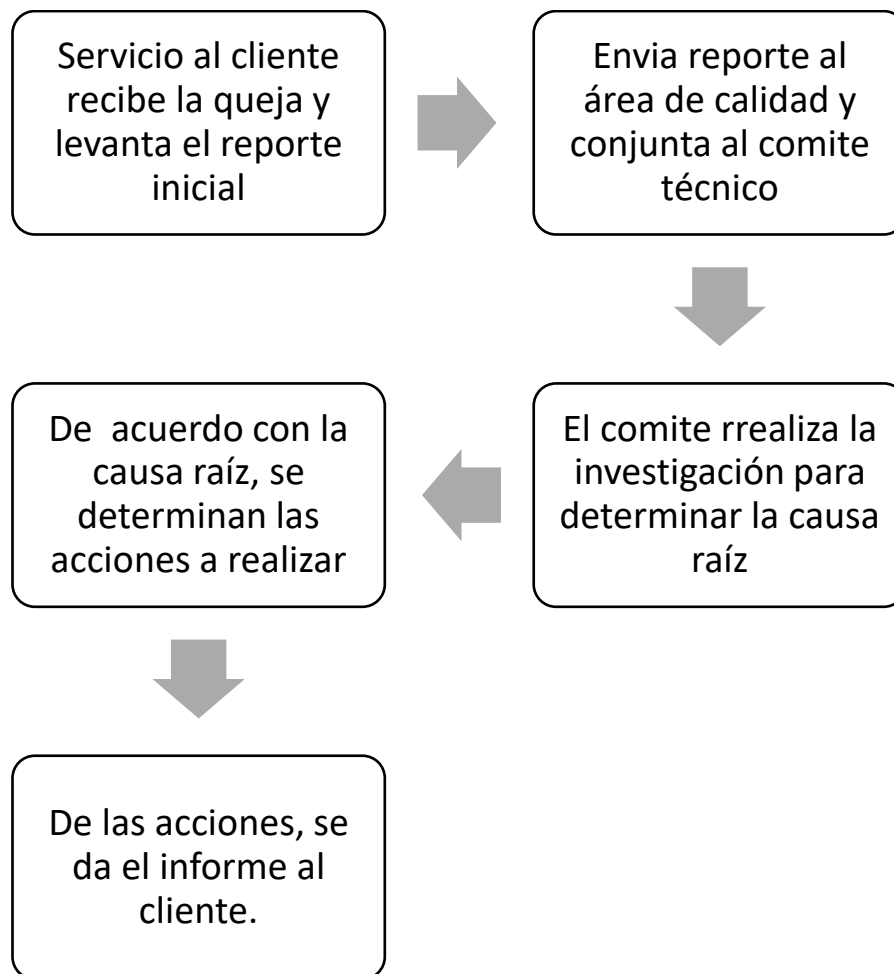 Servicio al cliente
recibe la queja y
levanta el reporte
inicial
Envia reporte al
área de calidad y
conjunta al comite
técnico
El comite rrealiza la
investigación para
determinar la causa
raíz
De  acuerdo con la
causa raíz, se
determinan las
acciones a realizar
De las acciones, se
da el informe al
cliente.